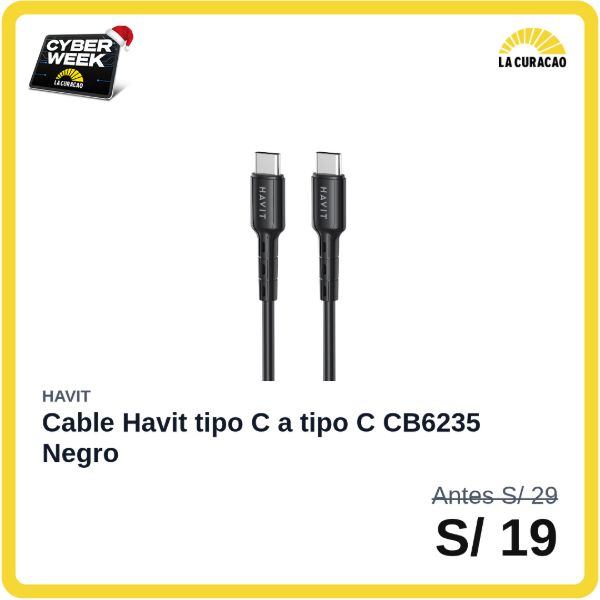 CYBER
WEEK
LA CURACAO
LA CURACAO
HAVIT
HAVIT
HAVIT
Cable Havit tipo C a tipo C CB6235
Negro
Antes S/ 29
S/ 19